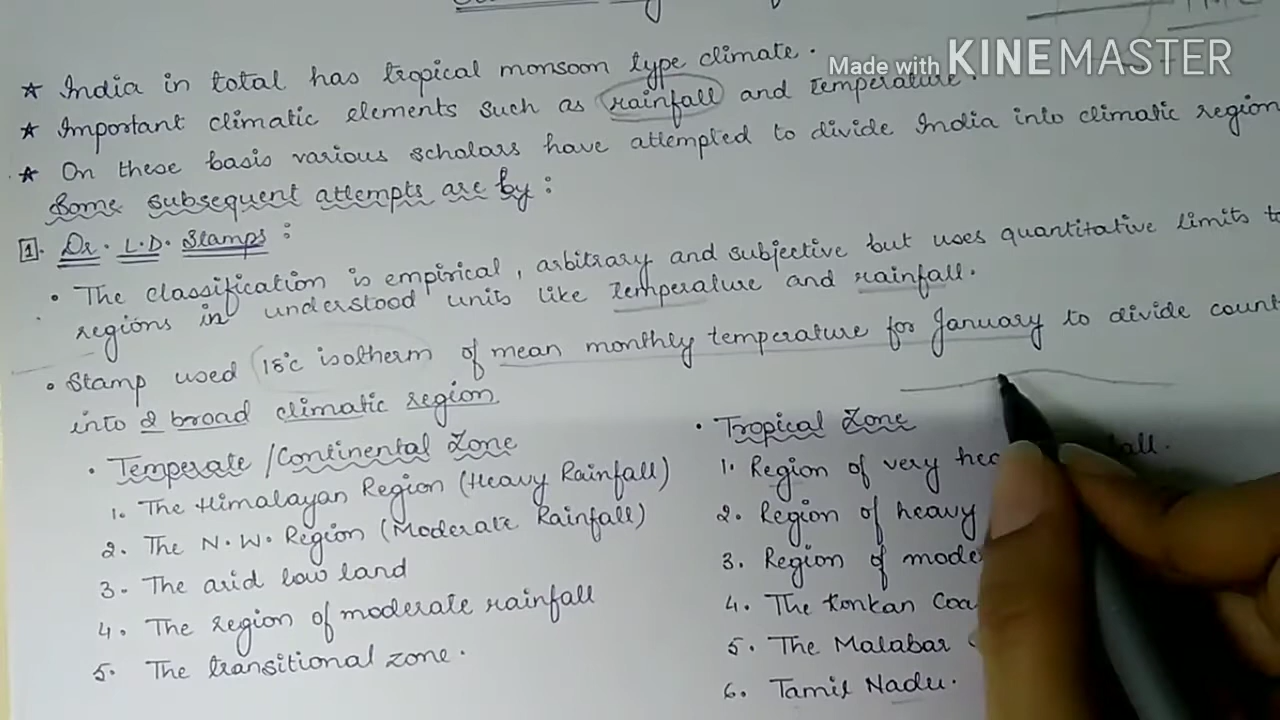 Made with KINEMASTER
★ India in total has tropical monsoon type climate.
★ Important climatic elements such as rainfall and temperature.
★ On these basis various scholars have attempted to divide India into climatic region
Some subsequent attempts are by:
1. Dr. L.D. Stamps:
• The classification is empirical, arbitrary and subjective but uses quantitative limits to
regions in understood units like temperature and rainfall.
• Stamp used 18°c isotherm of mean monthly temperature for January to divide count
into 2 broad climatic region.
• Temperate/Continental Zone
1. The Himalayan Region (Heavy Rainfall)
2. The N.W. Region (Moderate Rainfall)
3. The arid low land
4. The region of moderate rainfall
5. The transitional zone.
• Tropical Zone
1. Region of very
2. Region of heavy
3. Region of
4. The Konkan
5. The Malabar
6. Tamil Nadu.